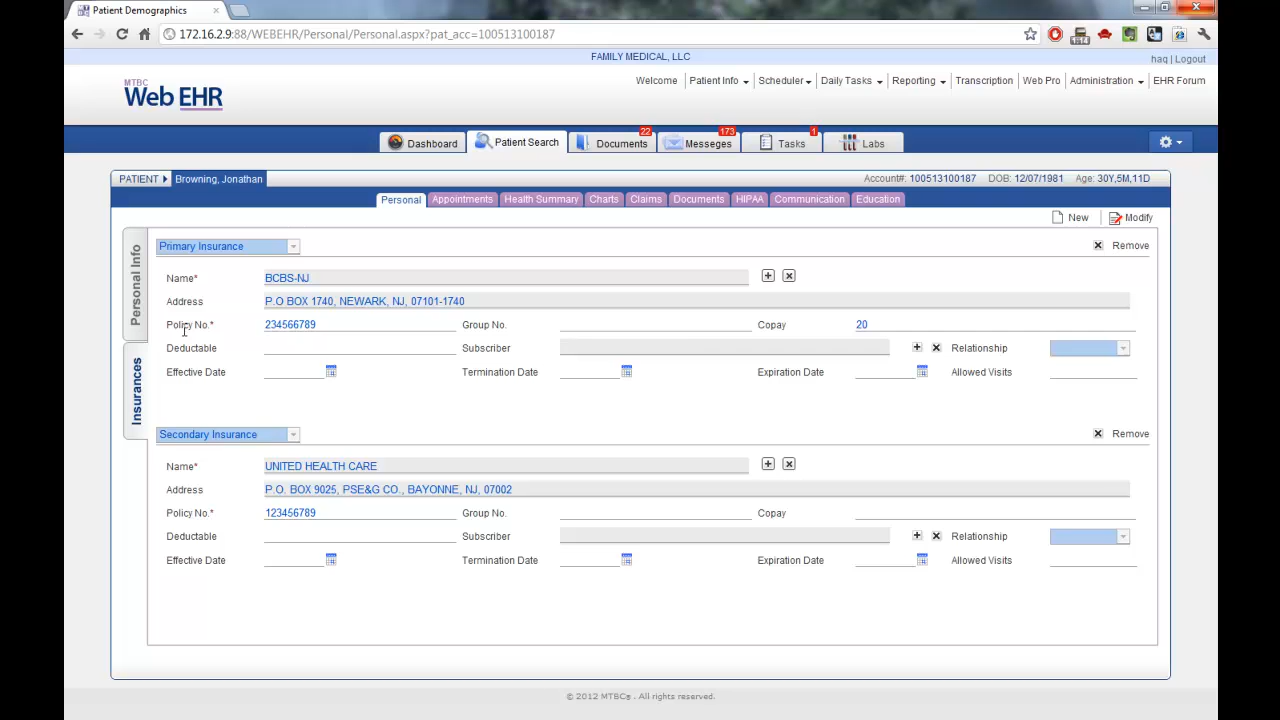 Patient Demographics
172.16.2.9:88/WEBEHR/Personal/Personal.aspx?pat_acc=100513100187
FAMILY MEDICAL, LLC
haq | Logout
MTBC
Web EHR
Welcome Patient Info Scheduler Daily Tasks Reporting Transcription Web Pro Administration EHR Forum
22 173 1
Dashboard Patient Search Documents Messeges Tasks Labs
PATIENT Browning, Jonathan Account#: 100513100187 DOB: 12/07/1981 Age: 30Y,5M,11D
Personal Appointments Health Summary Charts Claims Documents HIPAA Communication Education
New Modify
Personal Info
Insurances
Primary Insurance Remove
Name* BCBS-NJ
Address P.O BOX 1740, NEWARK, NJ, 07101-1740
Policy No.* 234566789 Group No. Copay 20
Deductable Subscriber Relationship
Effective Date Termination Date Expiration Date Allowed Visits
Secondary Insurance Remove
Name* UNITED HEALTH CARE
Address P.O. BOX 9025, PSE&G CO., BAYONNE, NJ, 07002
Policy No.* 123456789 Group No. Copay
Deductable Subscriber Relationship
Effective Date Termination Date Expiration Date Allowed Visits
© 2012 MTBC® . All rights reserved.